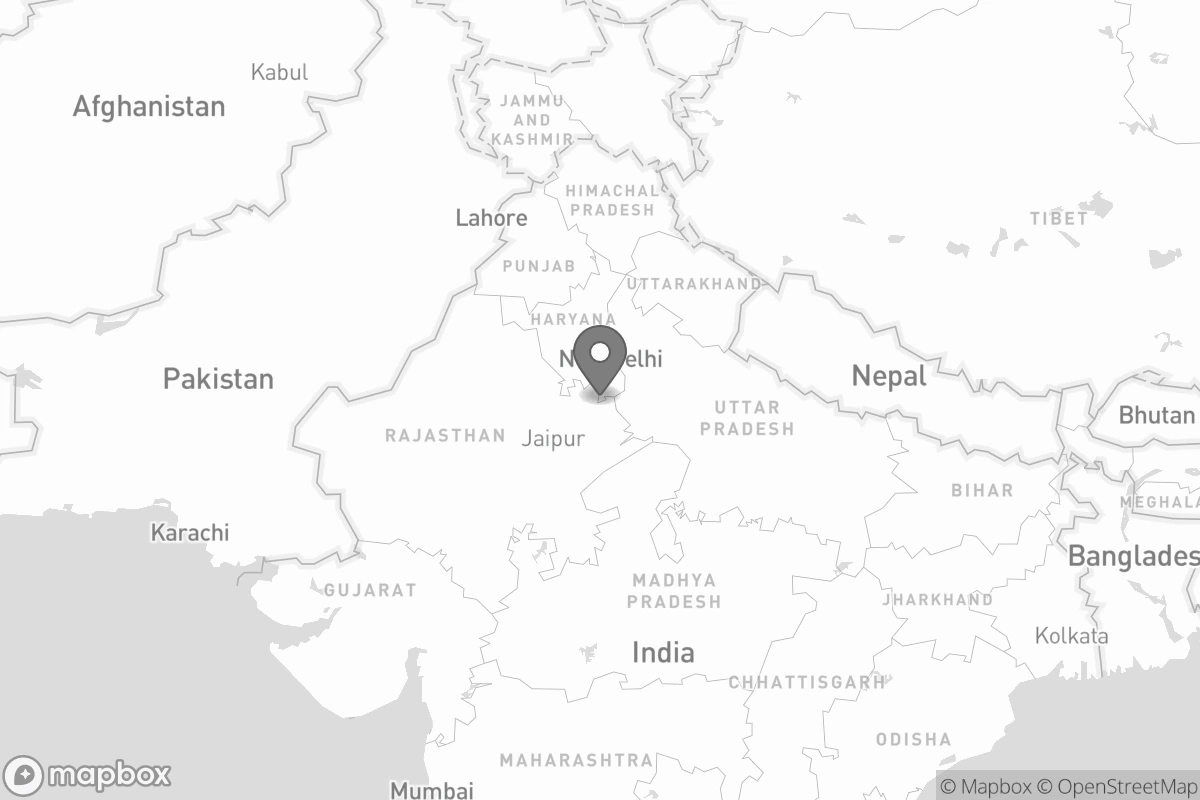 Kabul
Afghanistan
JAMMU
AND
KASHMIR
HIMACHAL
PRADESH
Lahore
TIBET
PUNJAB
UTTARAKHAND
HARYANA
elhi
Pakistan
Nepal
UTTAR
PRADESH
Bhutan
RAJASTHAN
Jaipur
BIHAR
MEGHALA
Karachi
Banglades
MADHYA
PRADESH
GUJARAT
JHARKHAND
Kolkata
India
CHHATTISGARH
ODISHA
MAHARASHTRA
mapbox
Mumbai
© Mapbox © OpenStreetMap